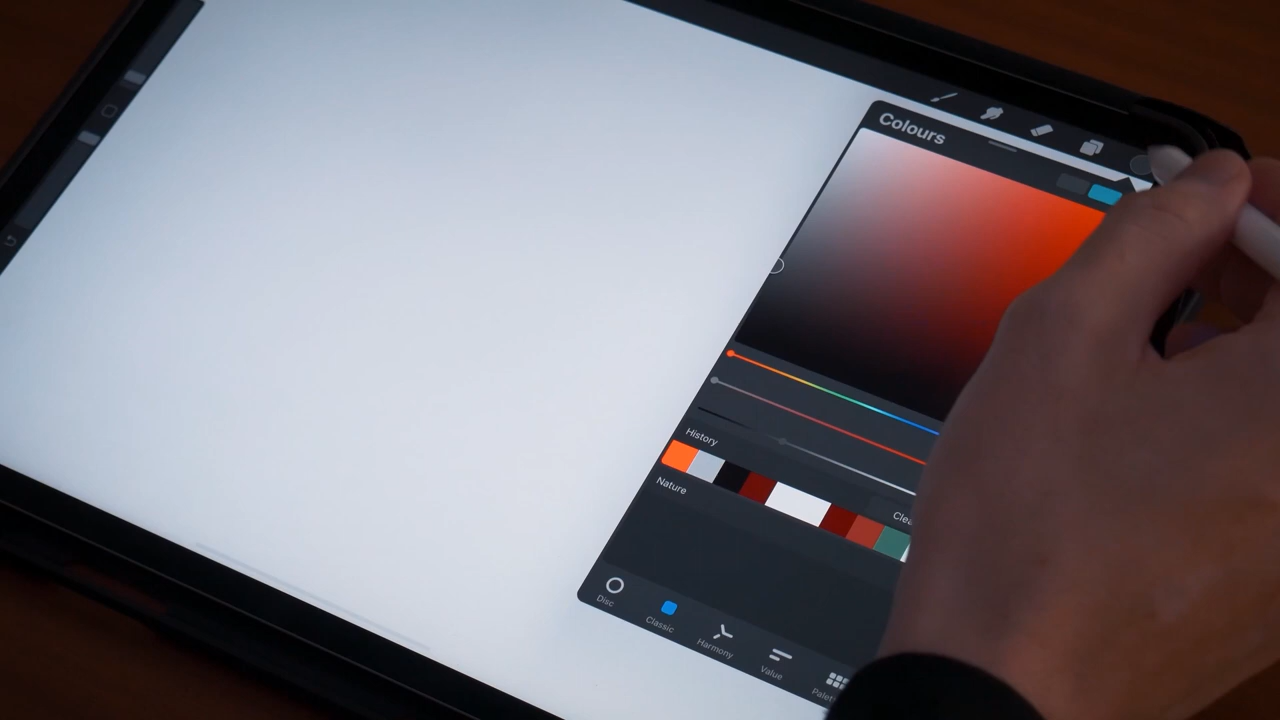 Colours
History
Clea
Nature
Disc
Classic
Harmony
Value
Palet